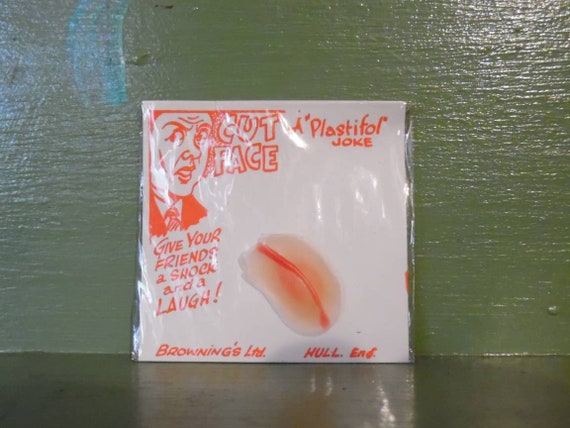 CUT
FACE
A "Plastifol"
JOKE
GIVE YOUR
FRIENDS
a SHOCK
and a
LAUGH!
BROWNING'S Ltd. HULL. Eng.